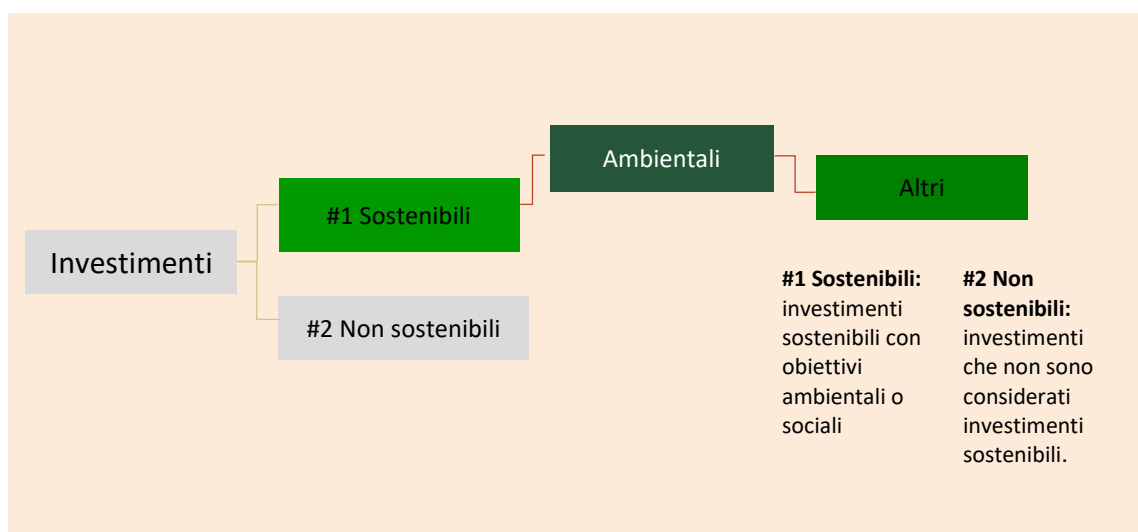 Ambientali
Altri
#1 Sostenibili
Investimenti
#2 Non sostenibili
#1 Sostenibili:
investimenti
sostenibili con
obiettivi
ambientali o
sociali
#2 Non
sostenibili:
investimenti
che non sono
considerati
investimenti
sostenibili.